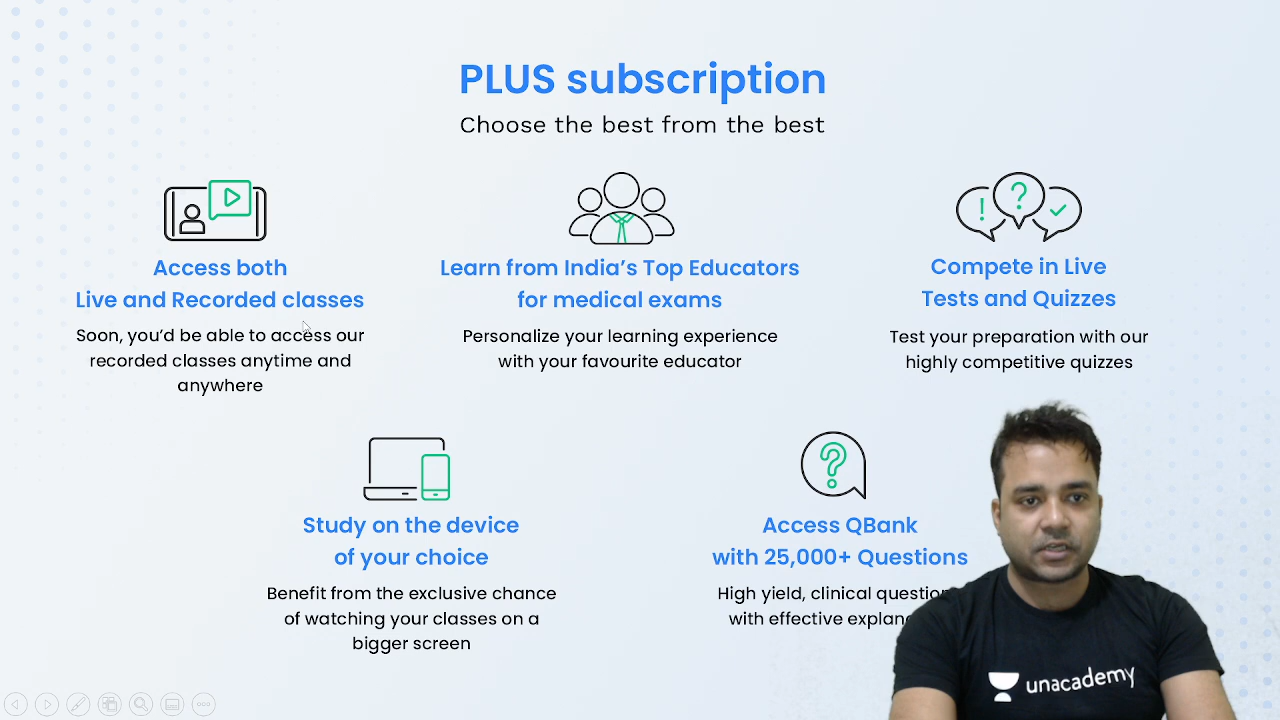 PLUS subscription
Choose the best from the best
Access both
Live and Recorded classes
Soon, you’d be able to access our
recorded classes anytime and
anywhere
Learn from India’s Top Educators
for medical exams
Personalize your learning experience
with your favourite educator
Compete in Live
Tests and Quizzes
Test your preparation with our
highly competitive quizzes
Study on the device
of your choice
Benefit from the exclusive chance
of watching your classes on a
bigger screen
Access QBank
with 25,000+ Questions
High yield, clinical
with effective
unacademy